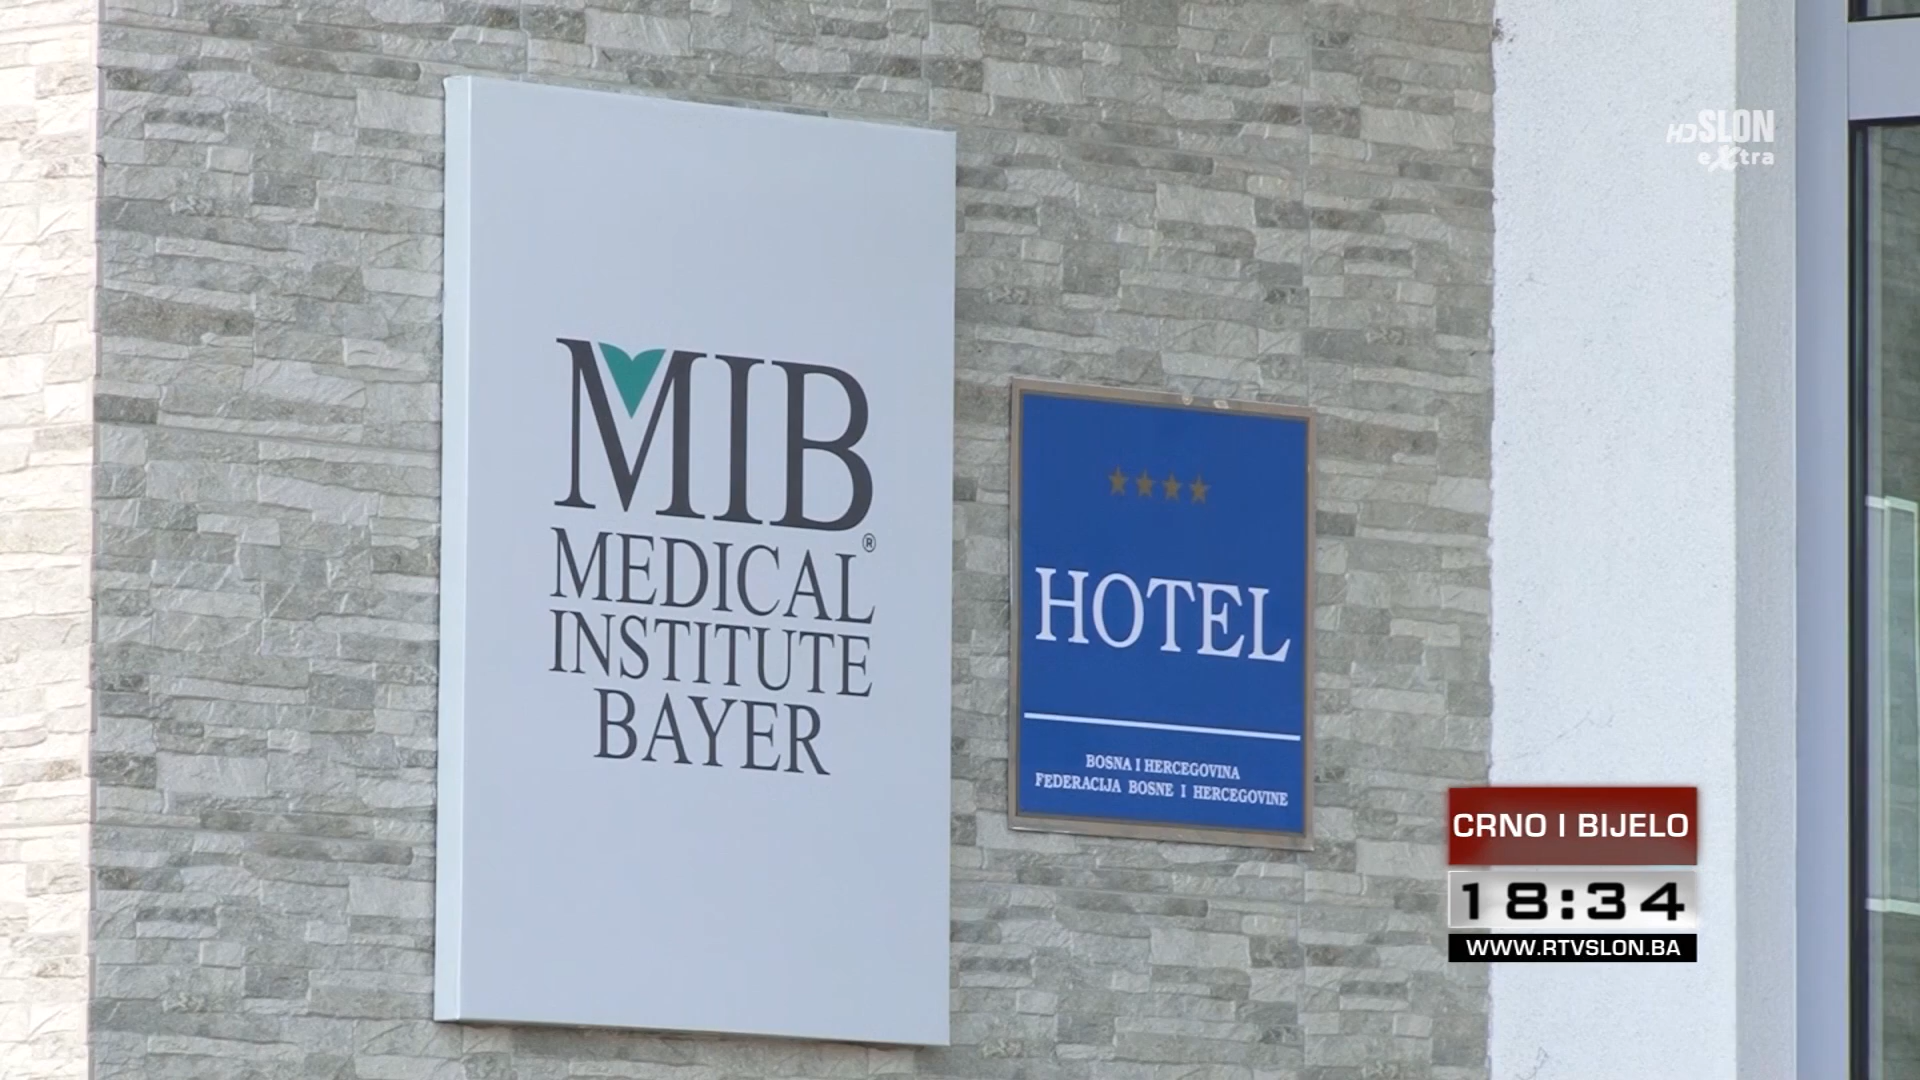 HD SLON
extra
MIB
®
MEDICAL
INSTITUTE
BAYER
HOTEL
BOSNA I HERCEGOVINA
FEDERACIJA BOSNE I HERCEGOVINE
CRNO I BIJELO
18:34
WWW.RTVSLON.BA